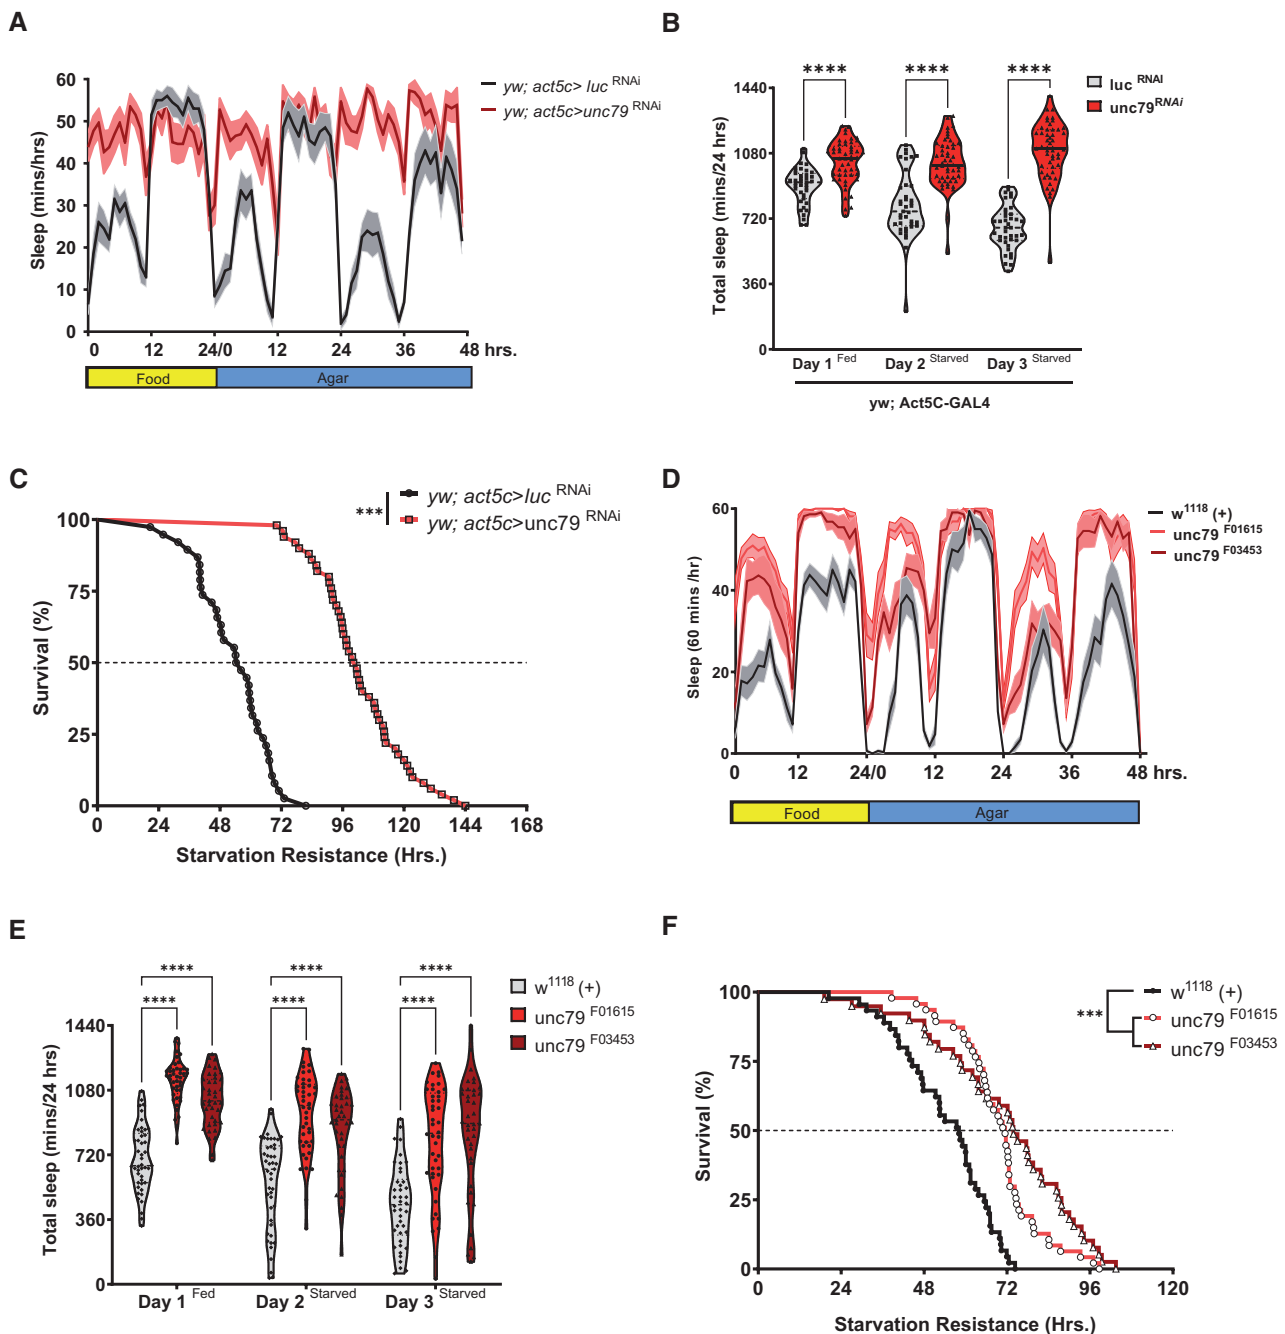 A
Sleep (mins/hrs)
60
50
40
30
20
10
0
0 12 24/0 12 24 36 48 hrs.
Food Agar
yw; act5c> luc RNAi
yw; act5c>unc79 RNAi
B
Total sleep (mins/24 hrs)
1440
1080
720
360
0
**** **** ****
luc RNAI
unc79RNAi
Day 1 Fed Day 2 Starved Day 3 Starved
yw; Act5C-GAL4
C
Survival (%)
100
75
50
25
0
0 24 48 72 96 120 144 168
Starvation Resistance (Hrs.)
***
yw; act5c>luc RNAi
yw; act5c>unc79 RNAi
D
Sleep (60 mins /hr)
60
40
20
0
0 12 24/0 12 24 36 48 hrs.
Food Agar
w1118 (+)
unc79 F01615
unc79 F03453
E
Total sleep (mins/24 hrs)
1440
1080
720
360
0
**** **** ****
**** **** ****
w1118 (+)
unc79 F01615
unc79 F03453
Day 1 Fed Day 2 Starved Day 3 Starved
F
Survival (%)
100
75
50
25
0
0 24 48 72 96 120
Starvation Resistance (Hrs.)
***
w1118 (+)
unc79 F01615
unc79 F03453